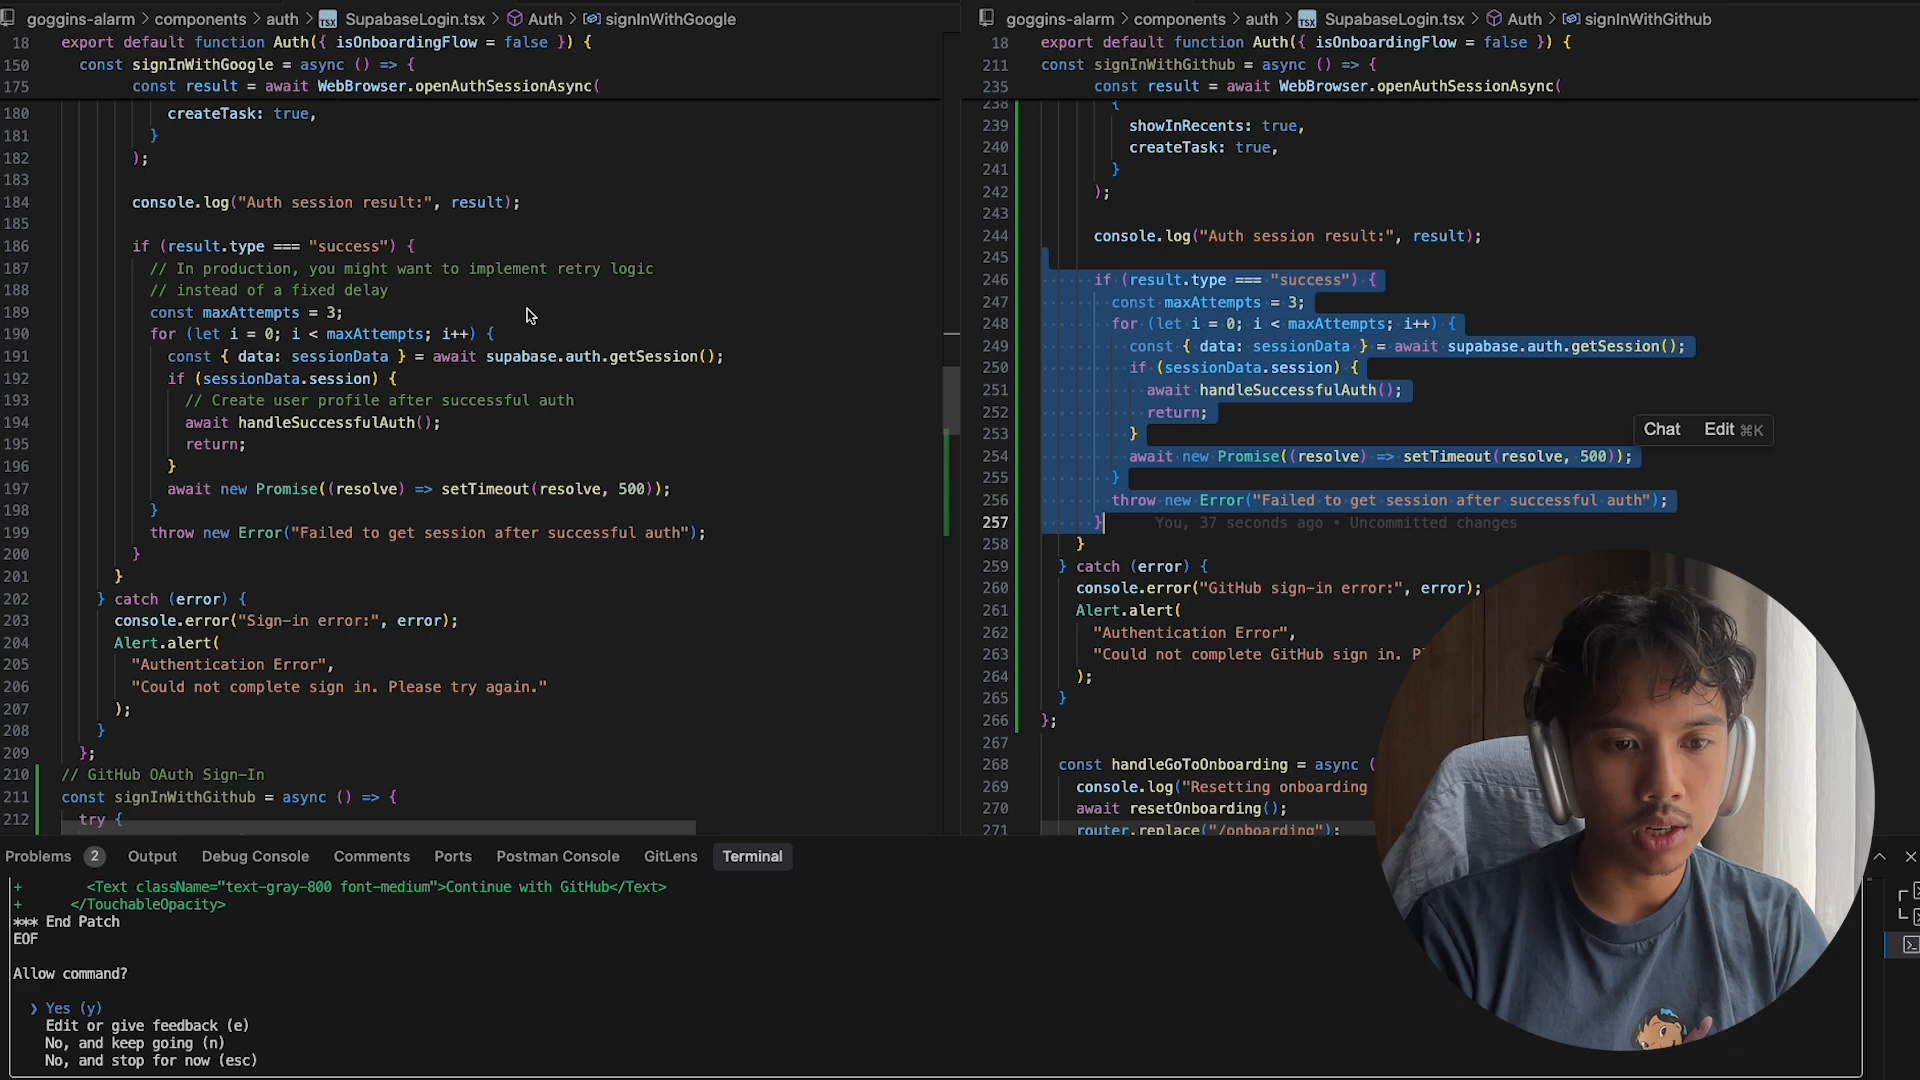 goggins-alarm > components > auth > TSX SupabaseLogin.tsx > Auth > signInWithGoogle
18 export default function Auth({ isOnboardingFlow = false }) {
150 const signInWithGoogle = async () => {
175 const result = await WebBrowser.openAuthSessionAsync(
180 createTask: true,
181 }
182 );
183
184 console.log("Auth session result:", result);
185
186 if (result.type === "success") {
187 // In production, you might want to implement retry logic
188 // instead of a fixed delay
189 const maxAttempts = 3;
190 for (let i = 0; i < maxAttempts; i++) {
191 const { data: sessionData } = await supabase.auth.getSession();
192 if (sessionData.session) {
193 // Create user profile after successful auth
194 await handleSuccessfulAuth();
195 return;
196 }
197 await new Promise((resolve) => setTimeout(resolve, 500));
198 }
199 throw new Error("Failed to get session after successful auth");
200 }
201 }
202 } catch (error) {
203 console.error("Sign-in error:", error);
204 Alert.alert(
205 "Authentication Error",
206 "Could not complete sign in. Please try again."
207 );
208 }
209 };
210 // GitHub OAuth Sign-In
211 const signInWithGithub = async () => {
212 try {
goggins-alarm > components > auth > TSX SupabaseLogin.tsx > Auth > signInWithGithub
18 export default function Auth({ isOnboardingFlow = false }) {
211 const signInWithGithub = async () => {
235 const result = await WebBrowser.openAuthSessionAsync(
238 {
239 showInRecents: true,
240 createTask: true,
241 }
242 );
243
244 console.log("Auth session result:", result);
245
246 if (result.type === "success") {
247 const maxAttempts = 3;
248 for (let i = 0; i < maxAttempts; i++) {
249 const { data: sessionData } = await supabase.auth.getSession();
250 if (sessionData.session) {
251 await handleSuccessfulAuth();
252 return;
253 }
Chat Edit ⌘K
254 await new Promise((resolve) => setTimeout(resolve, 500));
255 }
256 throw new Error("Failed to get session after successful auth");
257 } You, 37 seconds ago • Uncommitted changes
258 }
259 } catch (error) {
260 console.error("GitHub sign-in error:", error);
261 Alert.alert(
262 "Authentication Error",
263 "Could not complete GitHub sign in.
264 );
265 }
266 };
267
268 const handleGoToOnboarding = async (
269 console.log("Resetting onboarding
270 await resetOnboarding();
271 router.replace("/onboarding");
Problems 2 Output Debug Console Comments Ports Postman Console GitLens Terminal
+ <Text className="text-gray-800 font-medium">Continue with GitHub</Text>
+ </TouchableOpacity>
*** End Patch
EOF
Allow command?
❯ Yes (y)
Edit or give feedback (e)
No, and keep going (n)
No, and stop for now (esc)